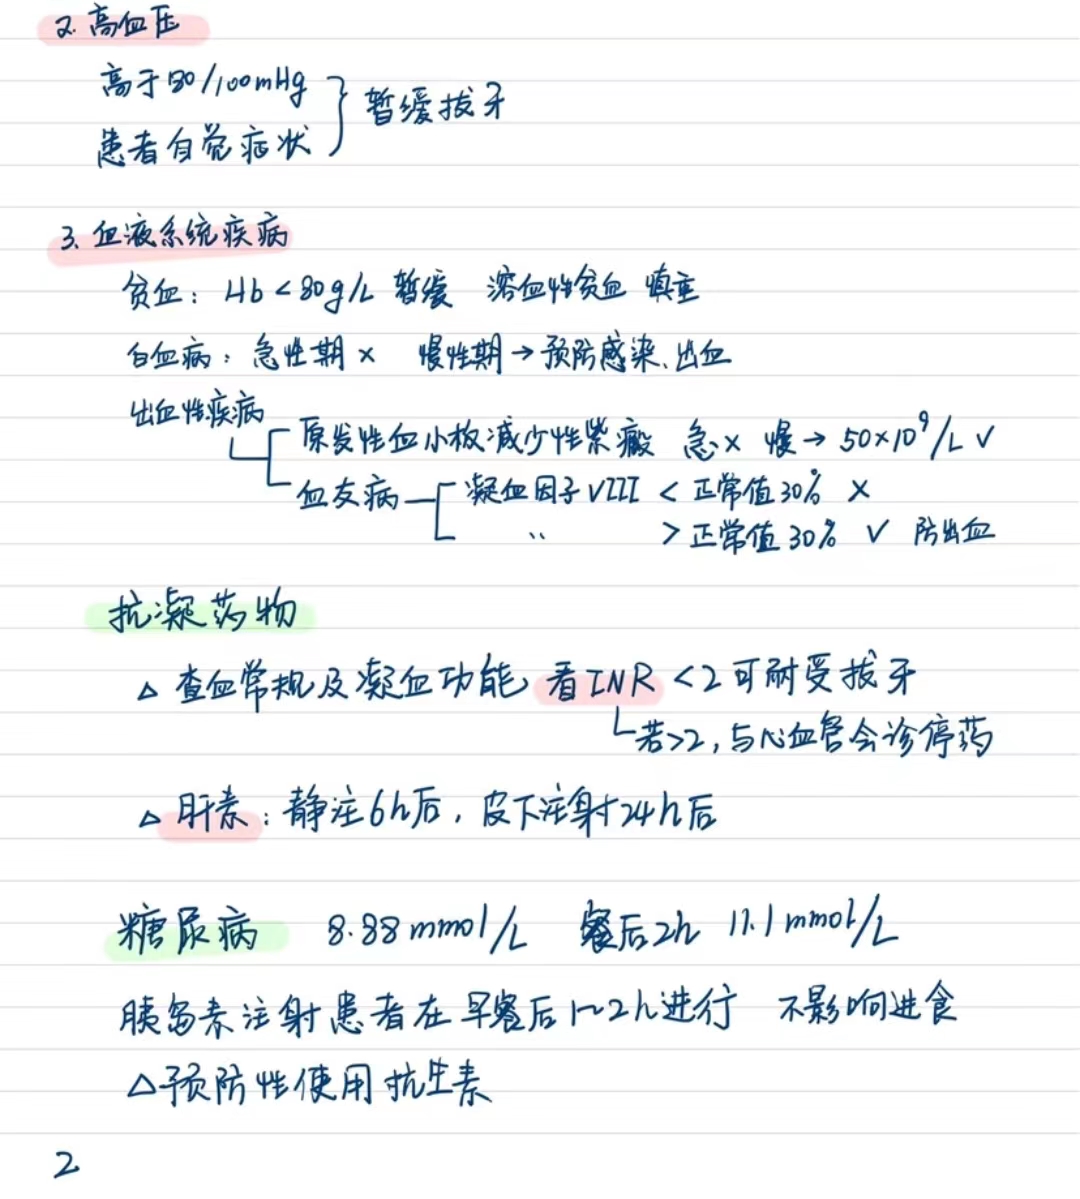 2. 高血压
高于180/100mmHg
患者自觉症状 } 暂缓拔牙
3. 血液系统疾病
贫血：Hb<80g/L 暂缓 溶血性贫血 慎重
白血病：急性期 × 慢性期→预防感染、出血
出血性疾病
原发性血小板减少性紫癜 急× 慢→50×10⁹/L √
血友病 凝血因子VIII < 正常值30% ×
〃 > 正常值30% √ 防出血
抗凝药物
△ 查血常规及凝血功能，看INR <2可耐受拔牙
若>2，与心血管会诊停药
△ 肝素：静注6h后，皮下注射24h后
糖尿病 8.88mmol/L 餐后2h 11.1mmol/L
胰岛素注射患者在早餐后1~2h进行 不影响进食
△预防性使用抗生素
2